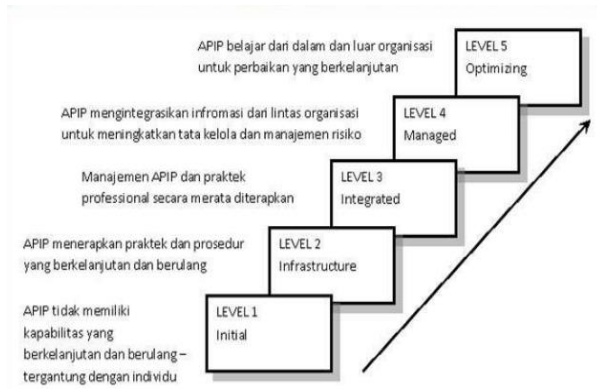 APIP belajar dari dalam dan luar organisasi
untuk perbaikan yang berkelanjutan
LEVEL 5
Optimizing
APIP mengintegrasikan infromasi dari lintas organisasi
untuk meningkatkan tata kelola dan manajemen risiko
LEVEL 4
Managed
Manajemen APIP dan praktek
professional secara merata diterapkan
LEVEL 3
Integrated
APIP menerapkan praktek dan prosedur
yang berkelanjutan dan berulang
LEVEL 2
Infrastructure
APIP tidak memiliki
kapabilitas yang
berkelanjutan dan berulang –
tergantung dengan individu
LEVEL 1
Initial